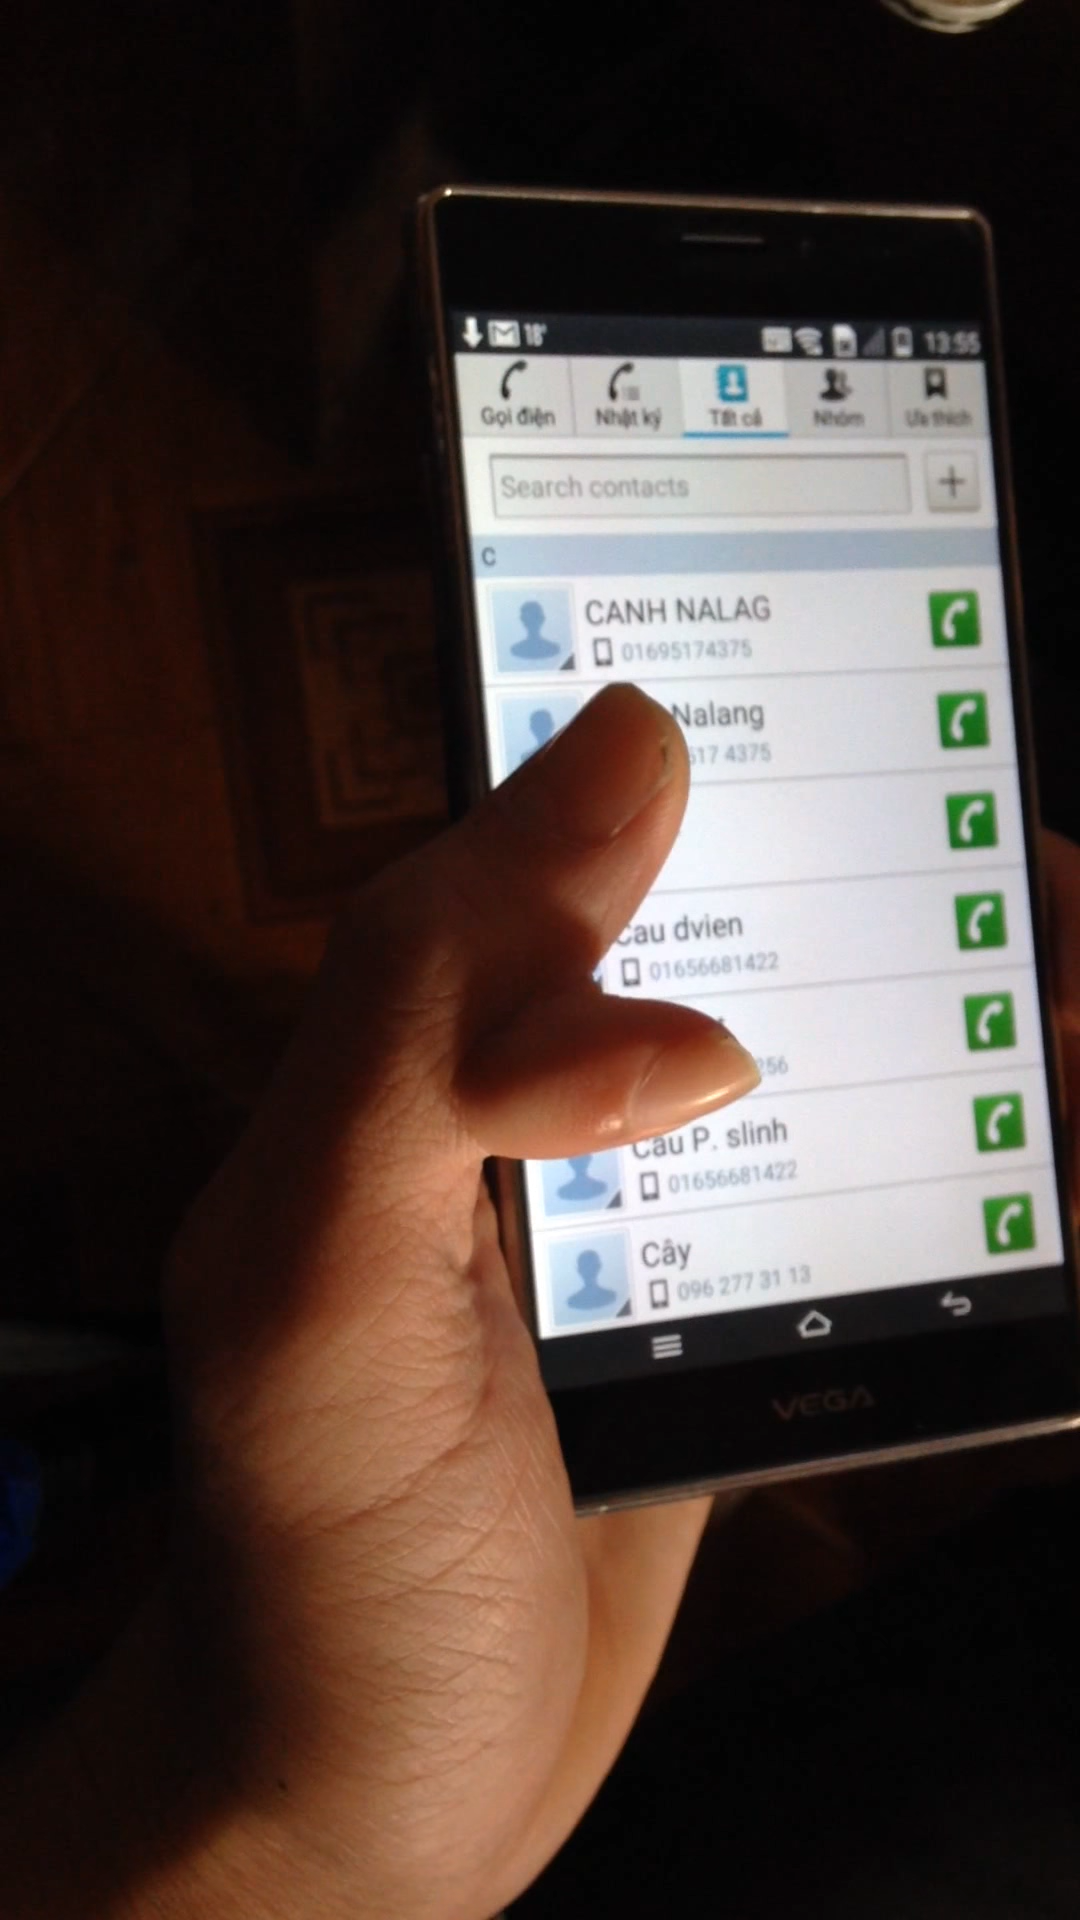 18°
13:55
Gọi điện
Nhật ký
Tất cả
Nhóm
Ưa thích
Search contacts
+
C
CANH NALAG
01695174375
Nalang
517 4375
Cau dvien
01656681422
256
Cau P. slinh
01656681422
Cây
096 277 31 13
VEGA